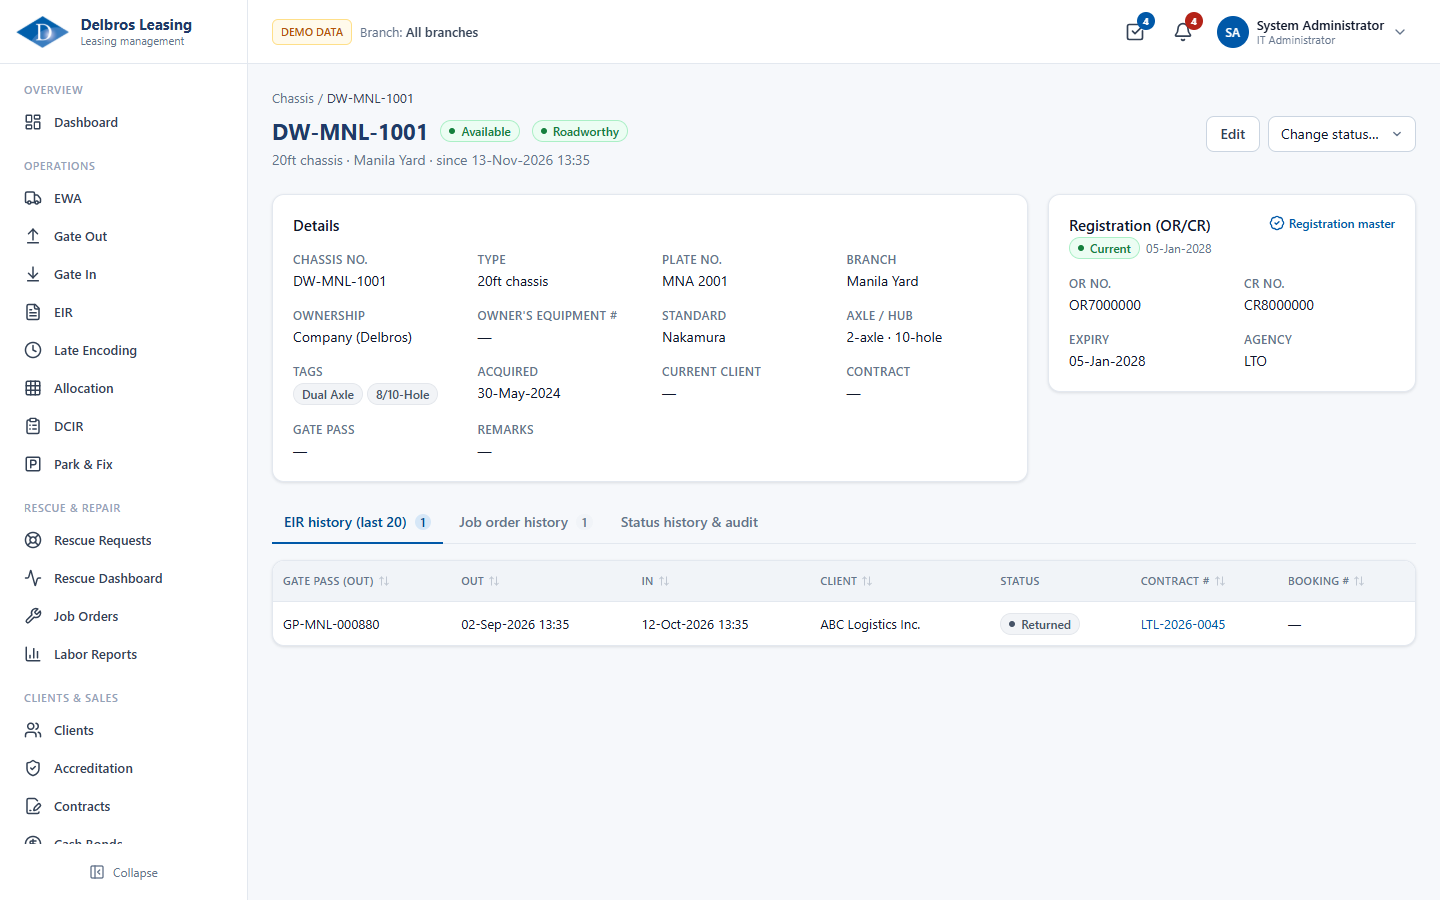 Delbros Leasing
Leasing management
DEMO DATA
Branch: All branches
4
4
SA
System Administrator
IT Administrator
OVERVIEW
Dashboard
OPERATIONS
EWA
Gate Out
Gate In
EIR
Late Encoding
Allocation
DCIR
Park & Fix
RESCUE & REPAIR
Rescue Requests
Rescue Dashboard
Job Orders
Labor Reports
CLIENTS & SALES
Clients
Accreditation
Contracts
Cash Bonds
Collapse
Chassis / DW-MNL-1001
DW-MNL-1001
Available
Roadworthy
20ft chassis · Manila Yard · since 13-Nov-2026 13:35
Edit
Change status...
Details
CHASSIS NO. TYPE PLATE NO. BRANCH
DW-MNL-1001 20ft chassis MNA 2001 Manila Yard
OWNERSHIP OWNER'S EQUIPMENT # STANDARD AXLE / HUB
Company (Delbros) — Nakamura 2-axle · 10-hole
TAGS ACQUIRED CURRENT CLIENT CONTRACT
Dual Axle 8/10-Hole 30-May-2024 — —
GATE PASS REMARKS
— —
Registration (OR/CR) Registration master
Current 05-Jan-2028
OR NO. CR NO.
OR7000000 CR8000000
EXPIRY AGENCY
05-Jan-2028 LTO
EIR history (last 20) 1 Job order history 1 Status history & audit
GATE PASS (OUT) OUT IN CLIENT STATUS CONTRACT # BOOKING #
GP-MNL-000880 02-Sep-2026 13:35 12-Oct-2026 13:35 ABC Logistics Inc. Returned LTL-2026-0045 —